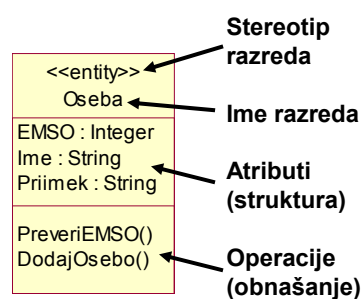 <<entity>>
Oseba
EMSO : Integer
Ime : String
Priimek : String
PreveriEMSO()
DodajOsebo()
Stereotip
razreda
Ime razreda
Atributi
(struktura)
Operacije
(obnašanje)